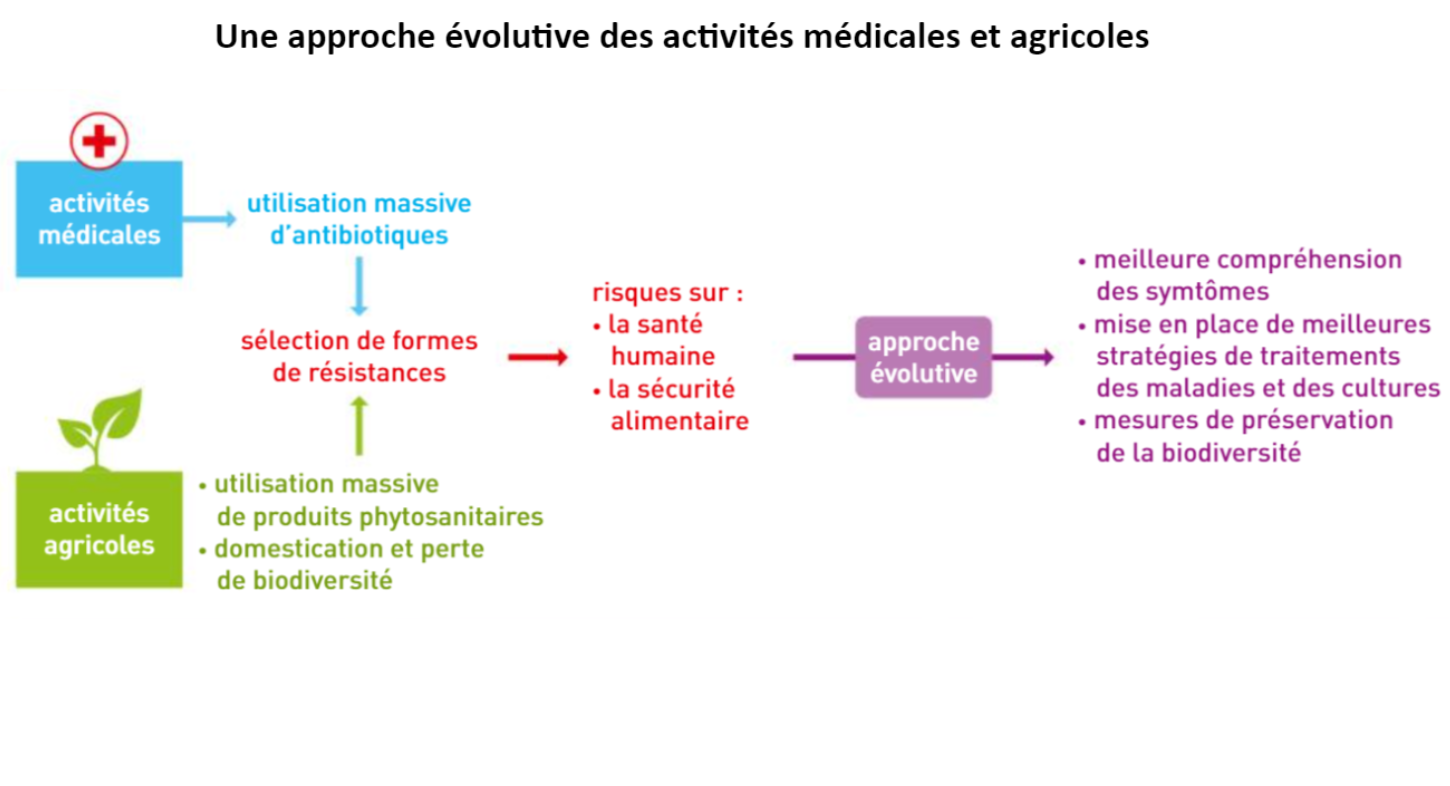 Une approche évolutive des activités médicales et agricoles
activités
médicales
utilisation massive
d'antibiotiques
sélection de formes
de résistances
activités
agricoles
• utilisation massive
de produits phytosanitaires
• domestication et perte
de biodiversité
risques sur :
• la santé
humaine
• la sécurité
alimentaire
approche
évolutive
• meilleure compréhension
des symtômes
• mise en place de meilleures
stratégies de traitements
des maladies et des cultures
• mesures de préservation
de la biodiversité